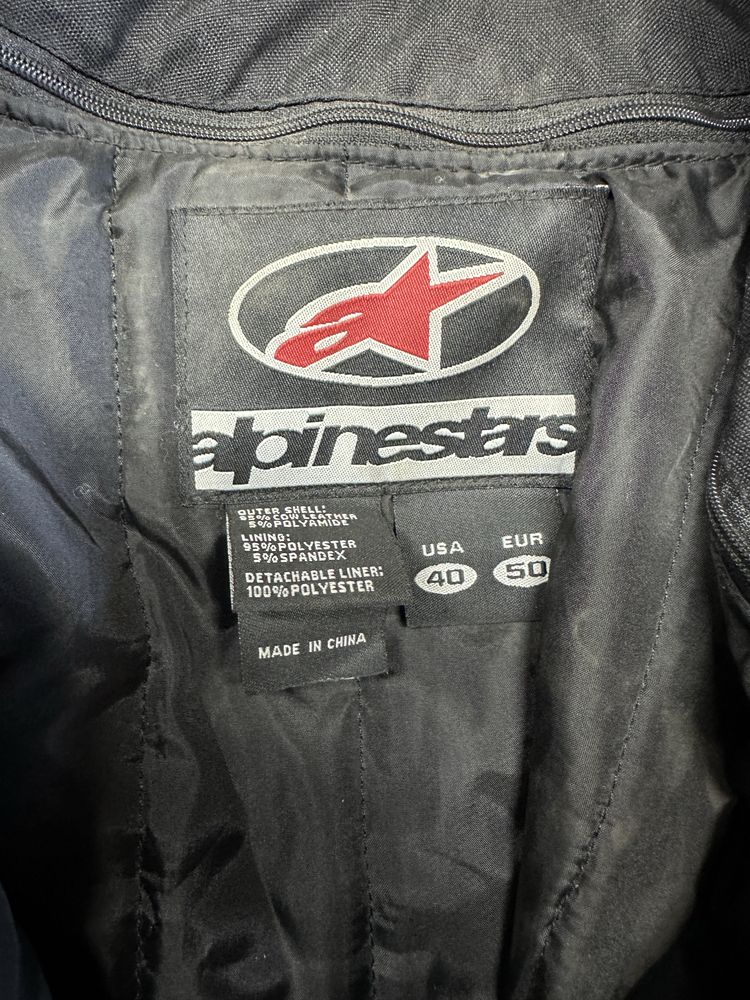 alpinestars
OUTER SHELL:
95% COW LEATHER
5% POLYAMIDE
LINING:
95%POLYESTER
5%SPANDEX
DETACHABLE LINER:
100%POLYESTER
USA EUR
40 50
MADE IN CHINA